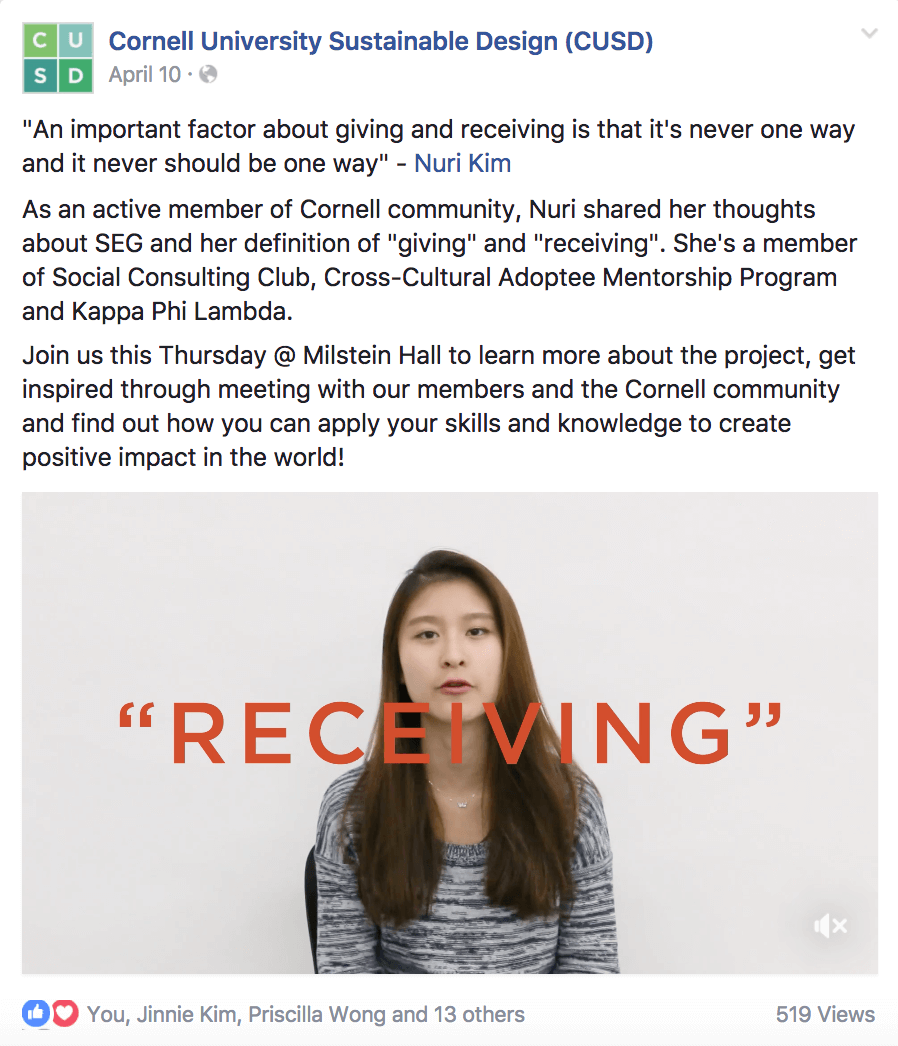 C U
S D
Cornell University Sustainable Design (CUSD)
April 10 ·
"An important factor about giving and receiving is that it's never one way
and it never should be one way" - Nuri Kim
As an active member of Cornell community, Nuri shared her thoughts
about SEG and her definition of "giving" and "receiving". She's a member
of Social Consulting Club, Cross-Cultural Adoptee Mentorship Program
and Kappa Phi Lambda.
Join us this Thursday @ Milstein Hall to learn more about the project, get
inspired through meeting with our members and the Cornell community
and find out how you can apply your skills and knowledge to create
positive impact in the world!
“RECEIVING”
You, Jinnie Kim, Priscilla Wong and 13 others 519 Views